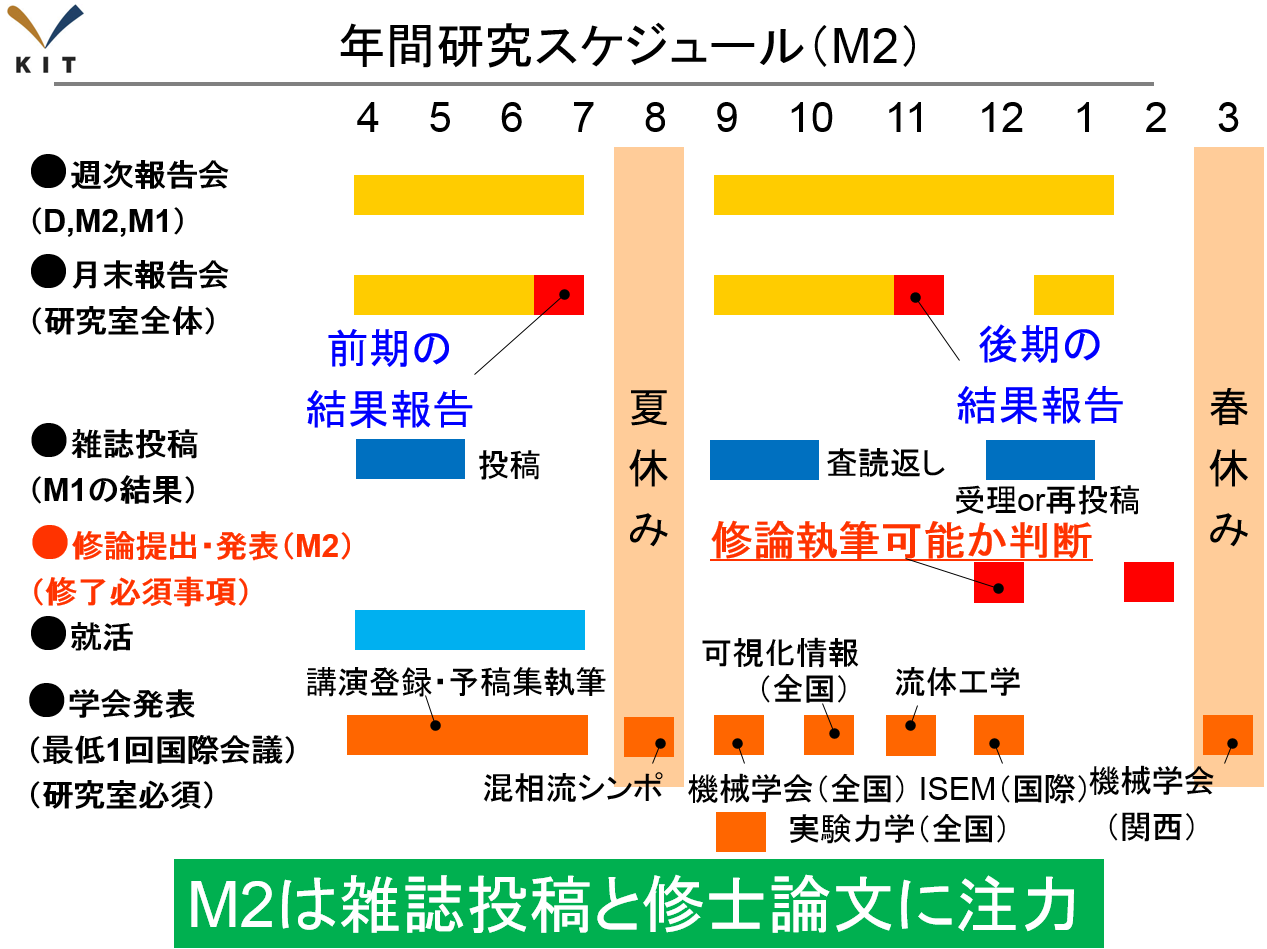 KIT
年間研究スケジュール（M2）
4 5 6 7 8 9 10 11 12 1 2 3
●週次報告会
（D,M2,M1）
●月末報告会
（研究室全体）
前期の
結果報告
後期の
結果報告
夏休み
春休み
●雑誌投稿
（M1の結果）
投稿
査読返し
受理or再投稿
●修論提出・発表（M2）
（修了必須事項）
修論執筆可能か判断
●就活
●学会発表
（最低1回国際会議）
（研究室必須）
講演登録・予稿集執筆
可視化情報
（全国）
流体工学
混相流シンポ
機械学会（全国）
ISEM（国際）
機械学会
（関西）
実験力学（全国）
M2は雑誌投稿と修士論文に注力